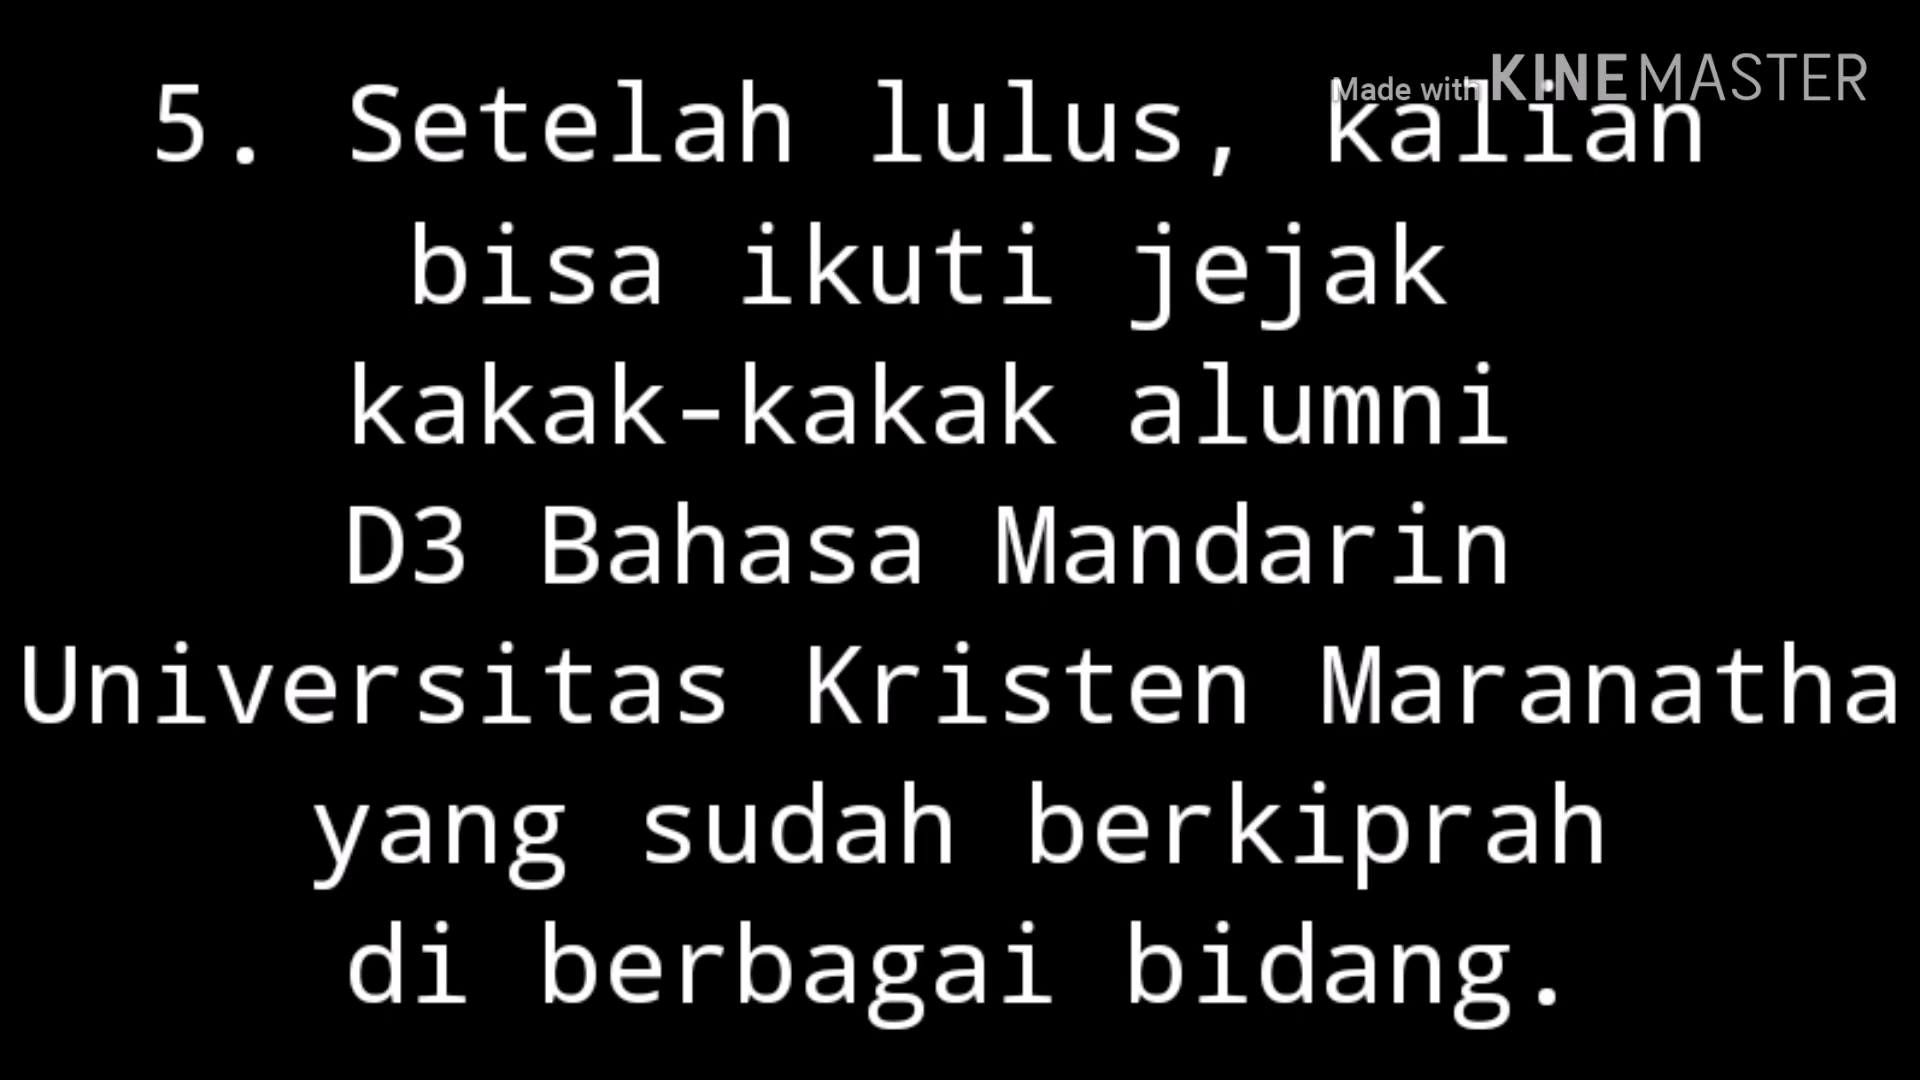 Made with KINEMASTER
5. Setelah lulus, kalian
bisa ikuti jejak
kakak-kakak alumni
D3 Bahasa Mandarin
Universitas Kristen Maranatha
yang sudah berkiprah
di berbagai bidang.